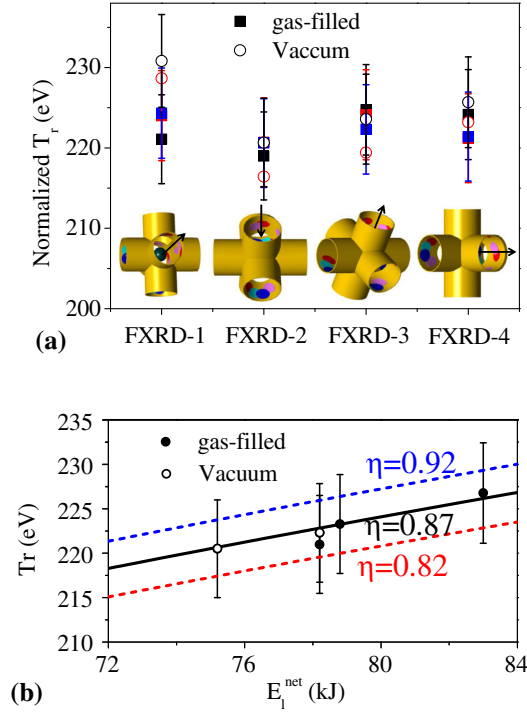 gas-filled
Vaccum
Normalized T_r (eV)
230
220
210
200
FXRD-1 FXRD-2 FXRD-3 FXRD-4
(a)
235
230
225
220
215
210
Tr (eV)
gas-filled
Vacuum
η=0.92
η=0.87
η=0.82
72 76 80 84
E_l^net (kJ)
(b)